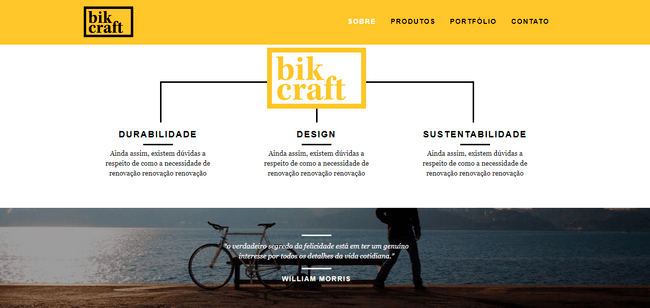 bik
craft
SOBRE PRODUTOS PORTFÓLIO CONTATO
bik
craft
DURABILIDADE
Ainda assim, existem dúvidas a
respeito de como a necessidade de
renovação renovação renovação
DESIGN
Ainda assim, existem dúvidas a
respeito de como a necessidade de
renovação renovação renovação
SUSTENTABILIDADE
Ainda assim, existem dúvidas a
respeito de como a necessidade de
renovação renovação renovação
"o verdadeiro segredo da felicidade está em ter um genuíno
interesse por todos os detalhes da vida cotidiana."
WILLIAM MORRIS